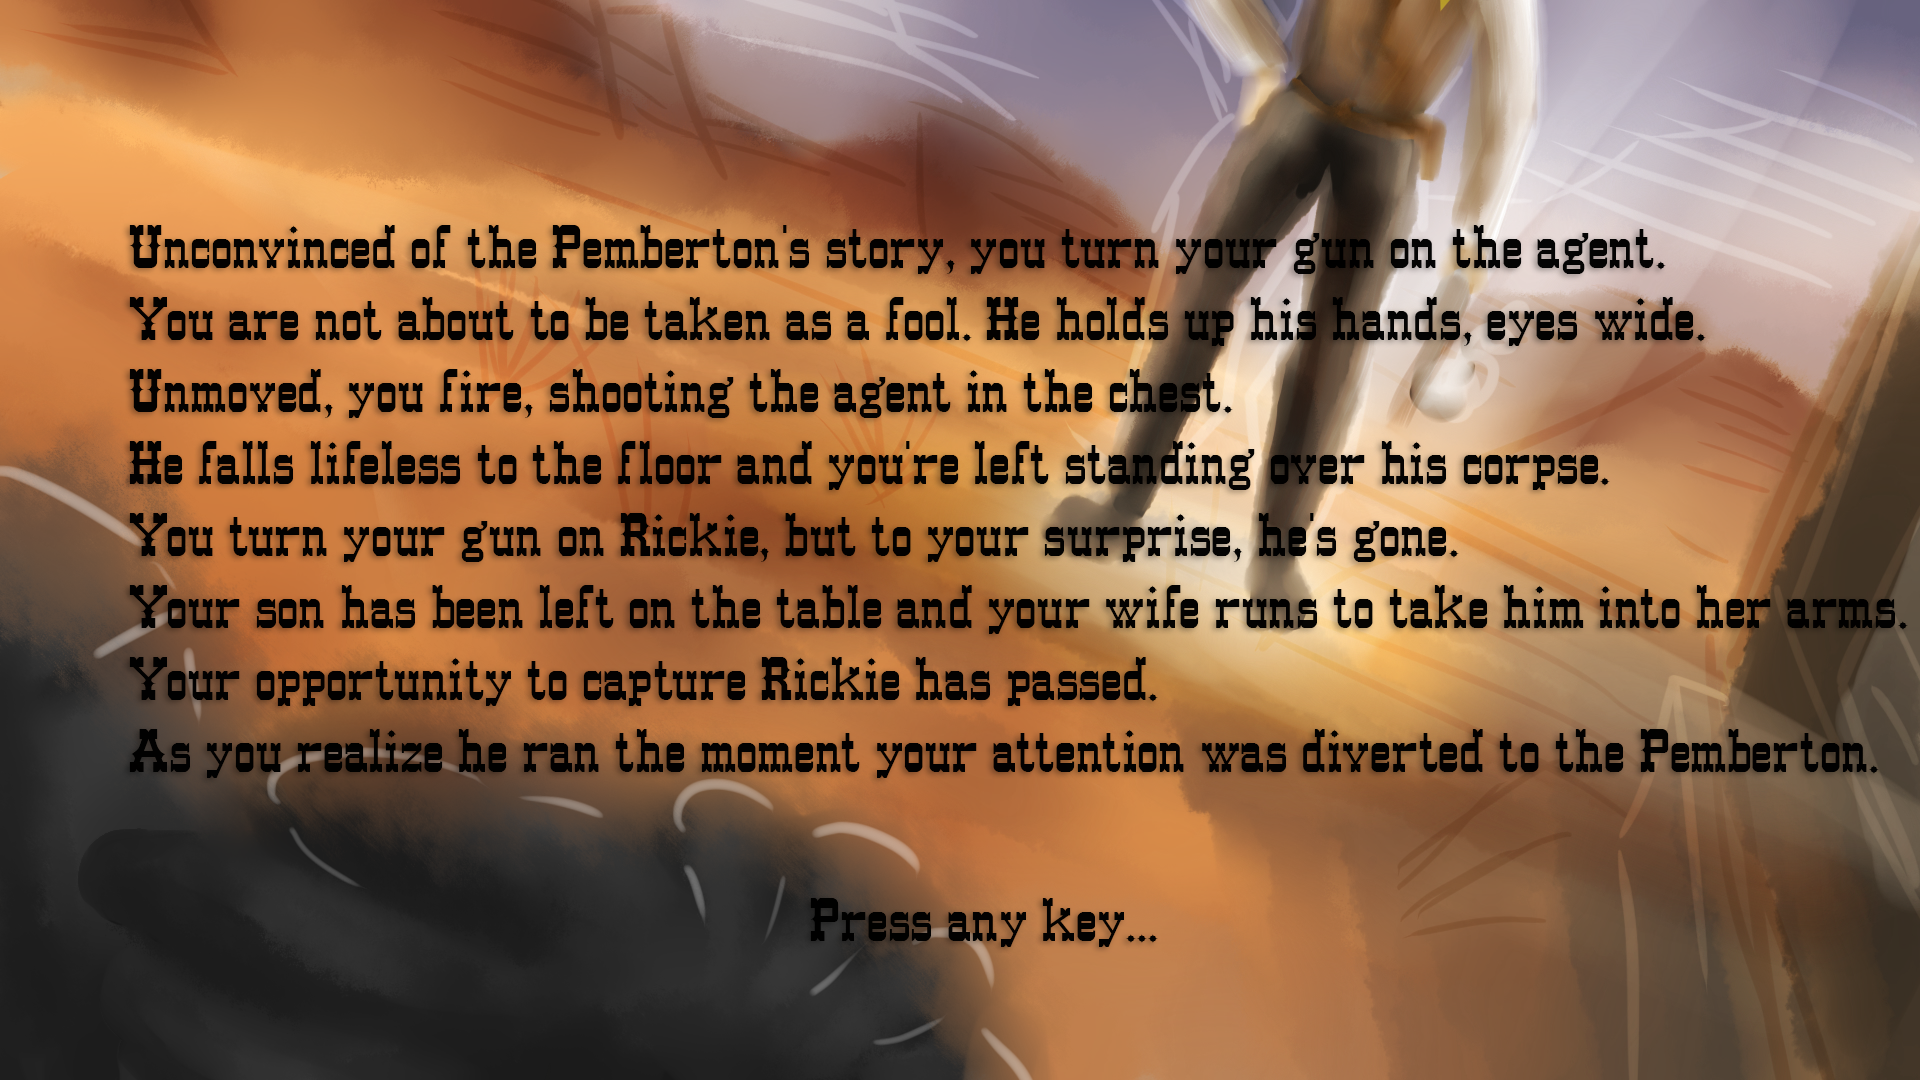 Unconvinced of the Pemberton's story, you turn your gun on the agent.
You are not about to be taken as a fool. He holds up his hands, eyes wide.
Unmoved, you fire, shooting the agent in the chest.
He falls lifeless to the floor and you're left standing over his corpse.
You turn your gun on Rickie, but to your surprise, he's gone.
Your son has been left on the table and your wife runs to take him into her arms.
Your opportunity to capture Rickie has passed.
As you realize he ran the moment your attention was diverted to the Pemberton.
Press any key...